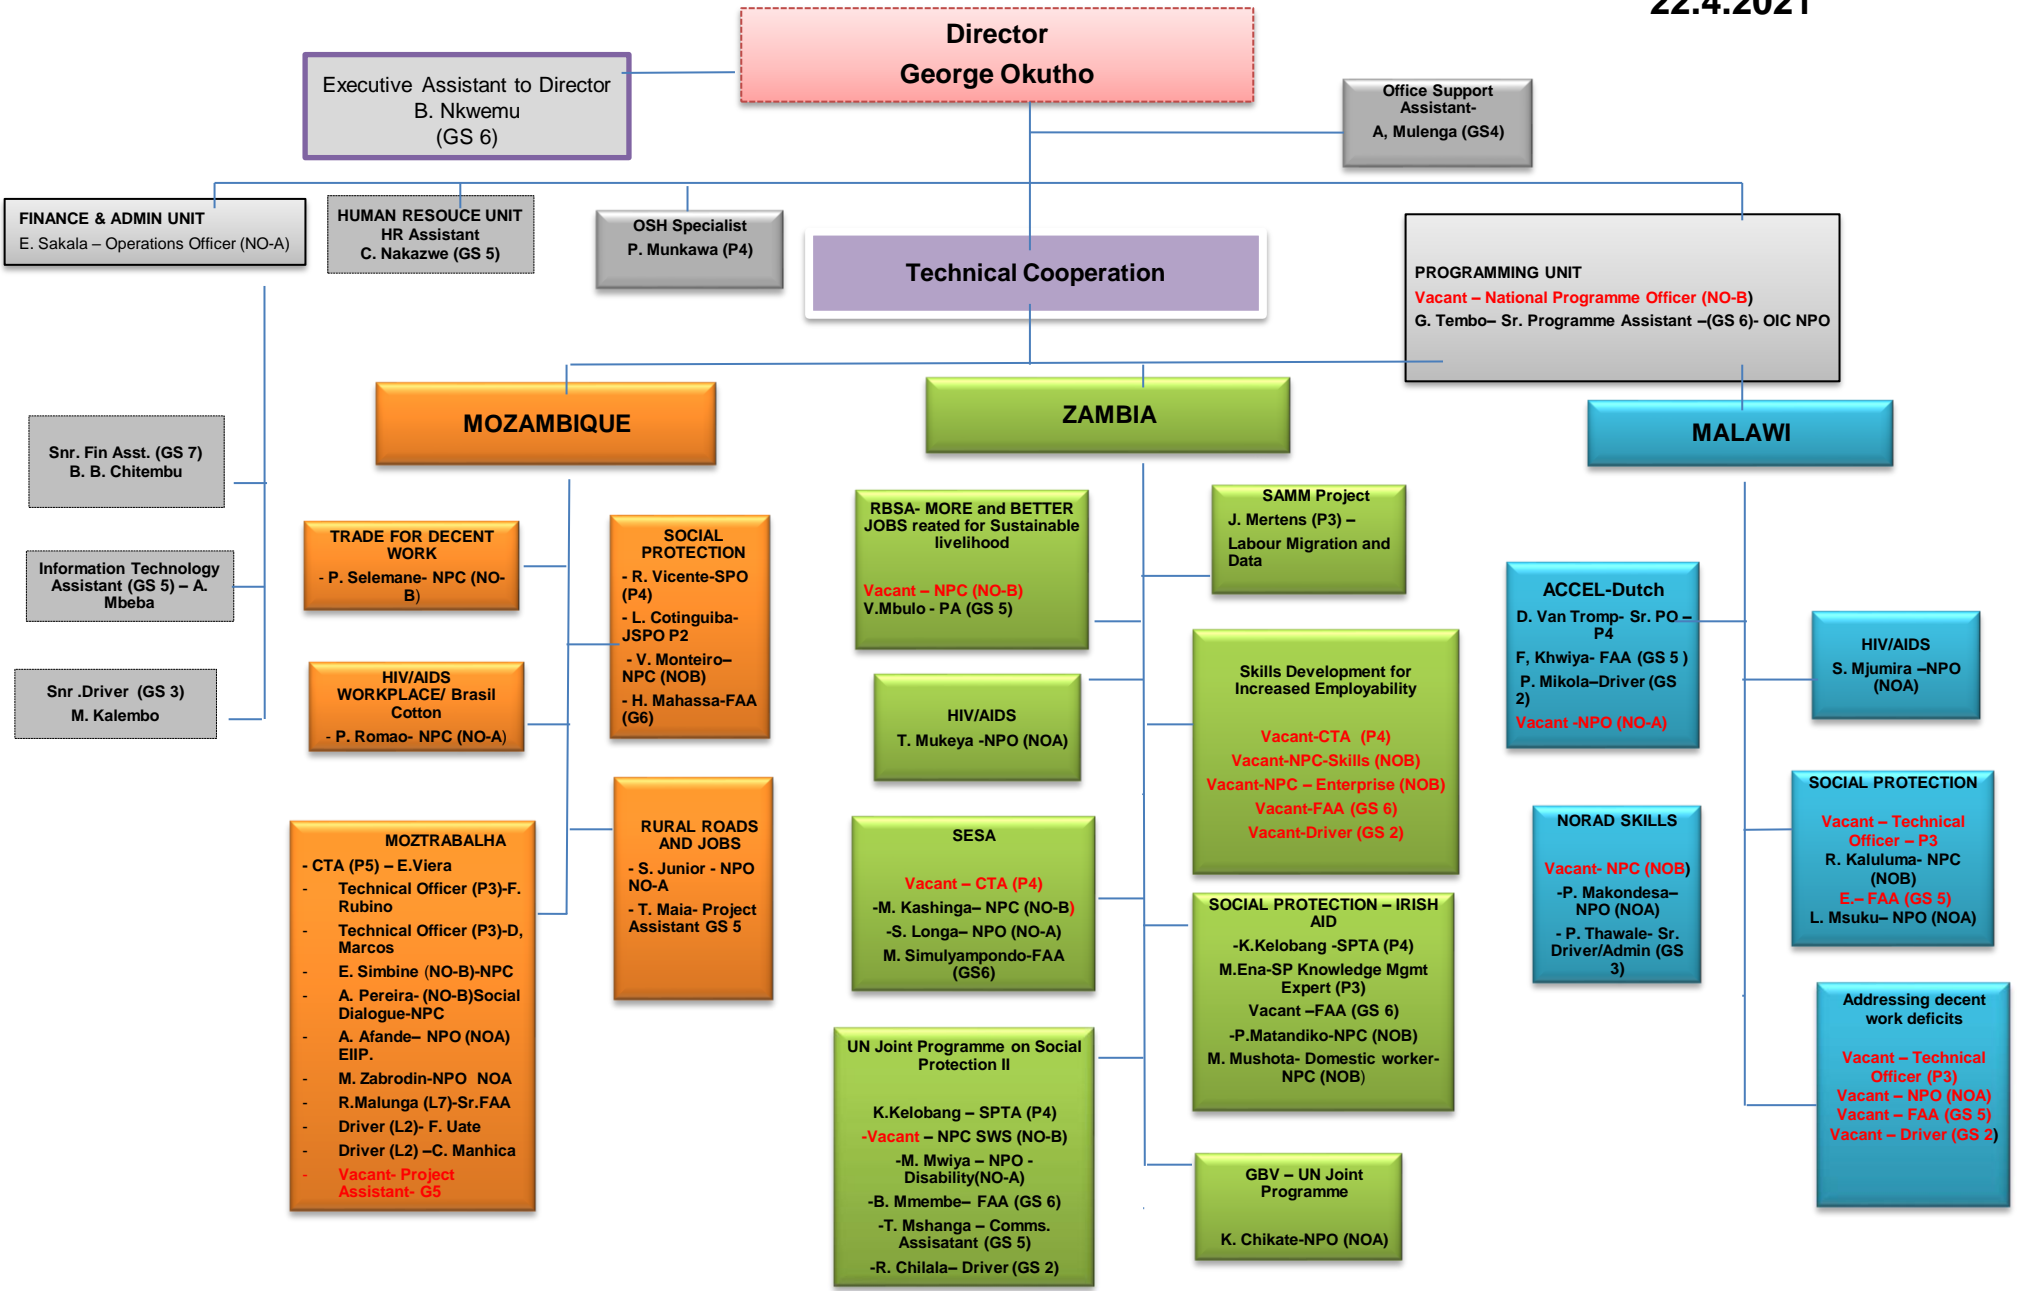 22.4.2021
Director
George Okutho
Executive Assistant to Director
B. Nkwemu
(GS 6)
Office Support
Assistant-
A, Mulenga (GS4)
FINANCE & ADMIN UNIT
E. Sakala – Operations Officer (NO-A)
HUMAN RESOUCE UNIT
HR Assistant
C. Nakazwe (GS 5)
OSH Specialist
P. Munkawa (P4)
Technical Cooperation
PROGRAMMING UNIT
Vacant – National Programme Officer (NO-B)
G. Tembo– Sr. Programme Assistant –(GS 6)- OIC NPO
Snr. Fin Asst. (GS 7)
B. B. Chitembu
Information Technology
Assistant (GS 5) – A.
Mbeba
Snr .Driver (GS 3)
M. Kalembo
MOZAMBIQUE
TRADE FOR DECENT
WORK
- P. Selemane- NPC (NO-
B)
HIV/AIDS
WORKPLACE/ Brasil
Cotton
- P. Romao- NPC (NO-A)
MOZTRABALHA
- CTA (P5) – E.Viera
- Technical Officer (P3)-F.
Rubino
- Technical Officer (P3)-D,
Marcos
- E. Simbine (NO-B)-NPC
- A. Pereira- (NO-B)Social
Dialogue-NPC
- A. Afande– NPO (NOA)
EIIP.
- M. Zabrodin-NPO NOA
- R.Malunga (L7)-Sr.FAA
- Driver (L2)- F. Uate
- Driver (L2) –C. Manhica
- Vacant- Project
Assistant- G5
SOCIAL
PROTECTION
- R. Vicente-SPO
(P4)
- L. Cotinguiba-
JSPO P2
- V. Monteiro–
NPC (NOB)
- H. Mahassa-FAA
(G6)
RURAL ROADS
AND JOBS
- S. Junior - NPO
NO-A
- T. Maia- Project
Assistant GS 5
ZAMBIA
RBSA- MORE and BETTER
JOBS reated for Sustainable
livelihood
Vacant – NPC (NO-B)
V.Mbulo - PA (GS 5)
HIV/AIDS
T. Mukeya -NPO (NOA)
SESA
Vacant – CTA (P4)
-M. Kashinga– NPC (NO-B)
-S. Longa– NPO (NO-A)
M. Simulyampondo-FAA
(GS6)
UN Joint Programme on Social
Protection II
K.Kelobang – SPTA (P4)
-Vacant – NPC SWS (NO-B)
-M. Mwiya – NPO -
Disability(NO-A)
-B. Mmembe– FAA (GS 6)
-T. Mshanga – Comms.
Assisatant (GS 5)
-R. Chilala– Driver (GS 2)
SAMM Project
J. Mertens (P3) –
Labour Migration and
Data
Skills Development for
Increased Employability
Vacant-CTA (P4)
Vacant-NPC-Skills (NOB)
Vacant-NPC – Enterprise (NOB)
Vacant-FAA (GS 6)
Vacant-Driver (GS 2)
SOCIAL PROTECTION – IRISH
AID
-K.Kelobang -SPTA (P4)
M.Ena-SP Knowledge Mgmt
Expert (P3)
Vacant –FAA (GS 6)
-P.Matandiko-NPC (NOB)
M. Mushota- Domestic worker-
NPC (NOB)
GBV – UN Joint
Programme
K. Chikate-NPO (NOA)
MALAWI
ACCEL-Dutch
D. Van Tromp- Sr. PO –
P4
F, Khwiya- FAA (GS 5 )
P. Mikola–Driver (GS
2)
Vacant -NPO (NO-A)
NORAD SKILLS
Vacant- NPC (NOB)
-P. Makondesa–
NPO (NOA)
- P. Thawale- Sr.
Driver/Admin (GS
3)
HIV/AIDS
S. Mjumira –NPO
(NOA)
SOCIAL PROTECTION
Vacant – Technical
Officer – P3
R. Kaluluma- NPC
(NOB)
E.– FAA (GS 5)
L. Msuku– NPO (NOA)
Addressing decent
work deficits
Vacant – Technical
Officer (P3)
Vacant – NPO (NOA)
Vacant – FAA (GS 5)
Vacant – Driver (GS 2)